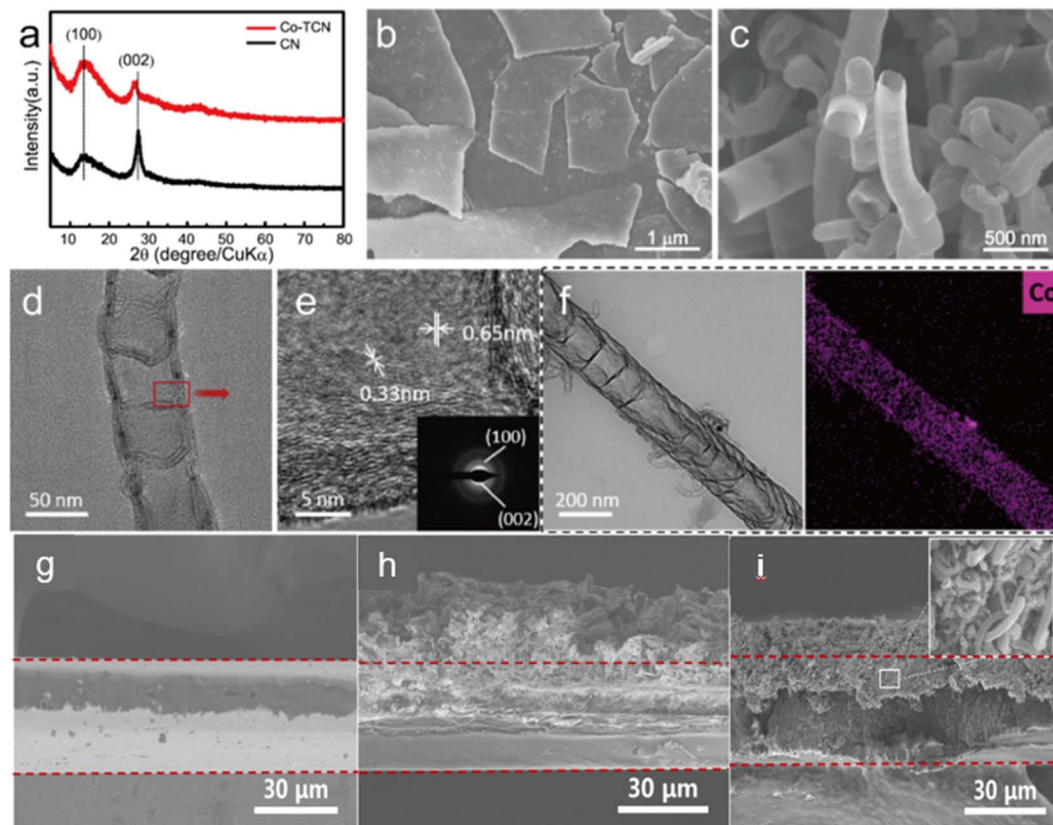 a
(100)
(002)
Co-TCN
CN
Intensity(a.u.)
10 20 30 40 50 60 70 80
2θ (degree/CuKα)
b
1 μm
c
500 nm
d
50 nm
e
0.65nm
0.33nm
5 nm
(100)
(002)
f
200 nm
Co
g
30 μm
h
30 μm
i
30 μm